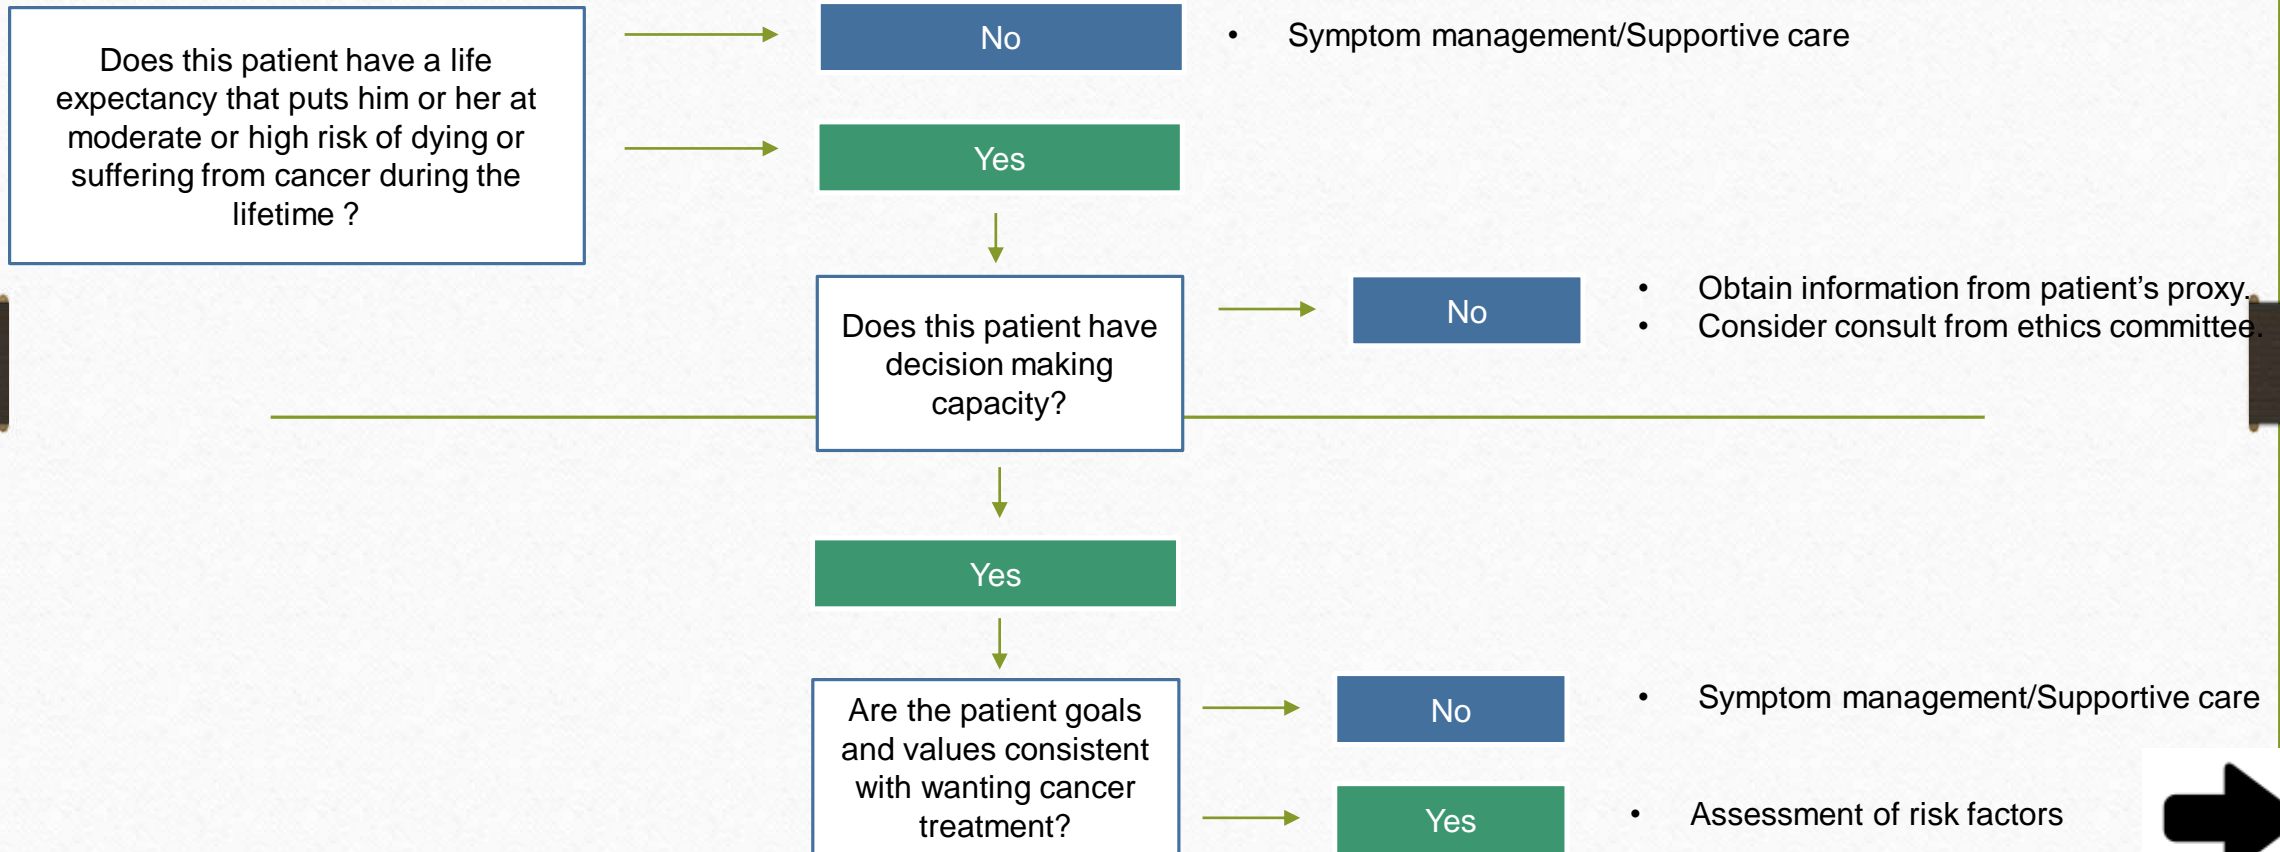 Does this patient have a life
expectancy that puts him or her at
moderate or high risk of dying or
suffering from cancer during the
lifetime ?
No
• Symptom management/Supportive care
Yes
Does this patient have
decision making
capacity?
No
• Obtain information from patient’s proxy.
• Consider consult from ethics committee.
Yes
Are the patient goals
and values consistent
with wanting cancer
treatment?
No
• Symptom management/Supportive care
Yes
• Assessment of risk factors